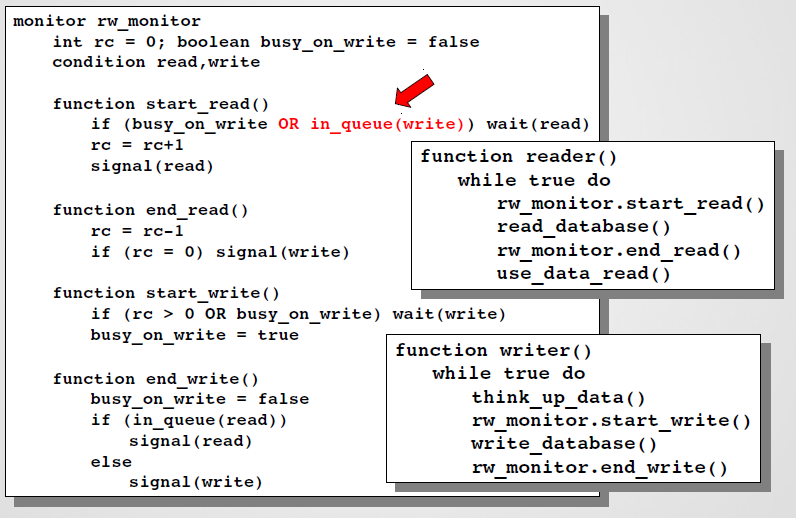 monitor rw_monitor
int rc = 0; boolean busy_on_write = false
condition read,write
function start_read()
if (busy_on_write OR in_queue(write)) wait(read)
rc = rc+1
signal(read)
function end_read()
rc = rc-1
if (rc = 0) signal(write)
function start_write()
if (rc > 0 OR busy_on_write) wait(write)
busy_on_write = true
function end_write()
busy_on_write = false
if (in_queue(read))
signal(read)
else
signal(write)
function reader()
while true do
rw_monitor.start_read()
read_database()
rw_monitor.end_read()
use_data_read()
function writer()
while true do
think_up_data()
rw_monitor.start_write()
write_database()
rw_monitor.end_write()